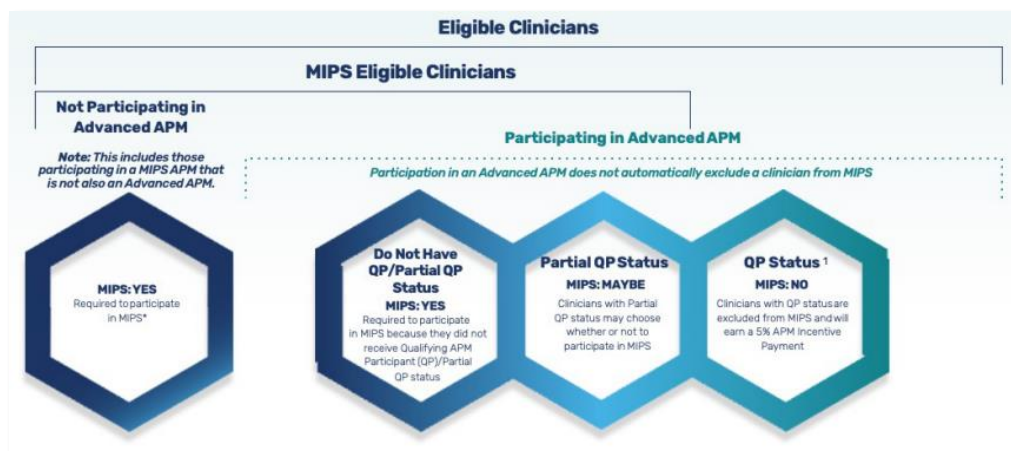 Eligible Clinicians
MIPS Eligible Clinicians
Not Participating in
Advanced APM
Note: This includes those
participating in a MIPS APM that
is not also an Advanced APM.
Participating in Advanced APM
Participation in an Advanced APM does not automatically exclude a clinician from MIPS
MIPS: YES
Required to participate
in MIPS*
Do Not Have
QP/Partial QP
Status
MIPS: YES
Required to participate
in MIPS because they did not
receive Qualifying APM
Participant (QP)/Partial
QP status
Partial QP Status
MIPS: MAYBE
Clinicians with Partial
QP status may choose
whether or not to
participate in MIPS
QP Status ¹
MIPS: NO
Clinicians with QP status are
excluded from MIPS and will
earn a 5% APM Incentive
Payment